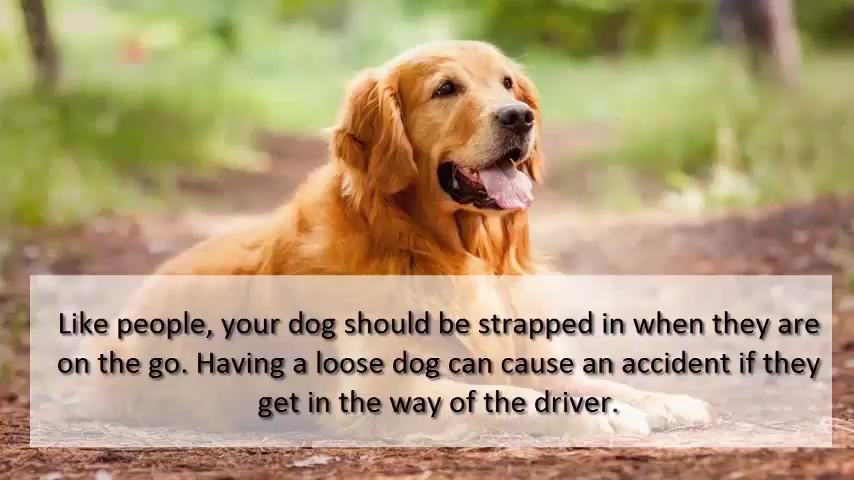 Like people, your dog should be strapped in when they are
on the go. Having a loose dog can cause an accident if they
get in the way of the driver.